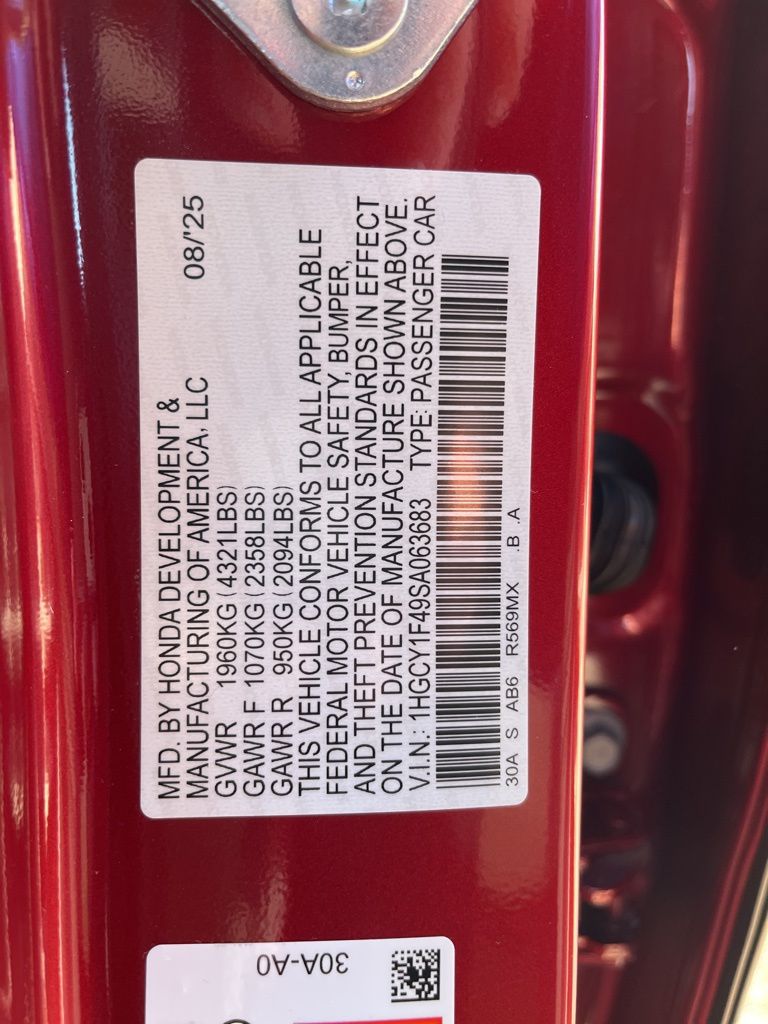 MFD. BY HONDA DEVELOPMENT &
MANUFACTURING OF AMERICA, LLC 08/'25
GVWR 1960KG (4321LBS)
GAWR F 1070KG (2358LBS)
GAWR R 950KG (2094LBS)
THIS VEHICLE CONFORMS TO ALL APPLICABLE
FEDERAL MOTOR VEHICLE SAFETY, BUMPER,
AND THEFT PREVENTION STANDARDS IN EFFECT
ON THE DATE OF MANUFACTURE SHOWN ABOVE.
V.I.N.: 1HGCY1F49SA063683 TYPE: PASSENGER CAR
30A S AB6 R569MX .B .A
30A-A0